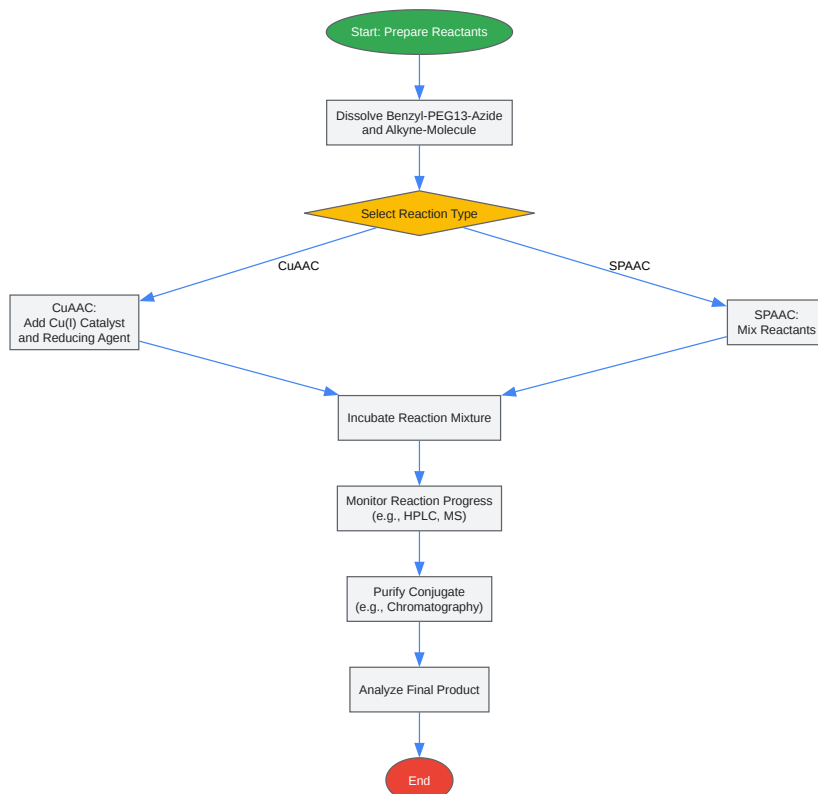 Start: Prepare Reactants
Dissolve Benzyl-PEG13-Azide
and Alkyne-Molecule
Select Reaction Type
CuAAC
SPAAC
CuAAC:
Add Cu(I) Catalyst
and Reducing Agent
SPAAC:
Mix Reactants
Incubate Reaction Mixture
Monitor Reaction Progress
(e.g., HPLC, MS)
Purify Conjugate
(e.g., Chromatography)
Analyze Final Product
End